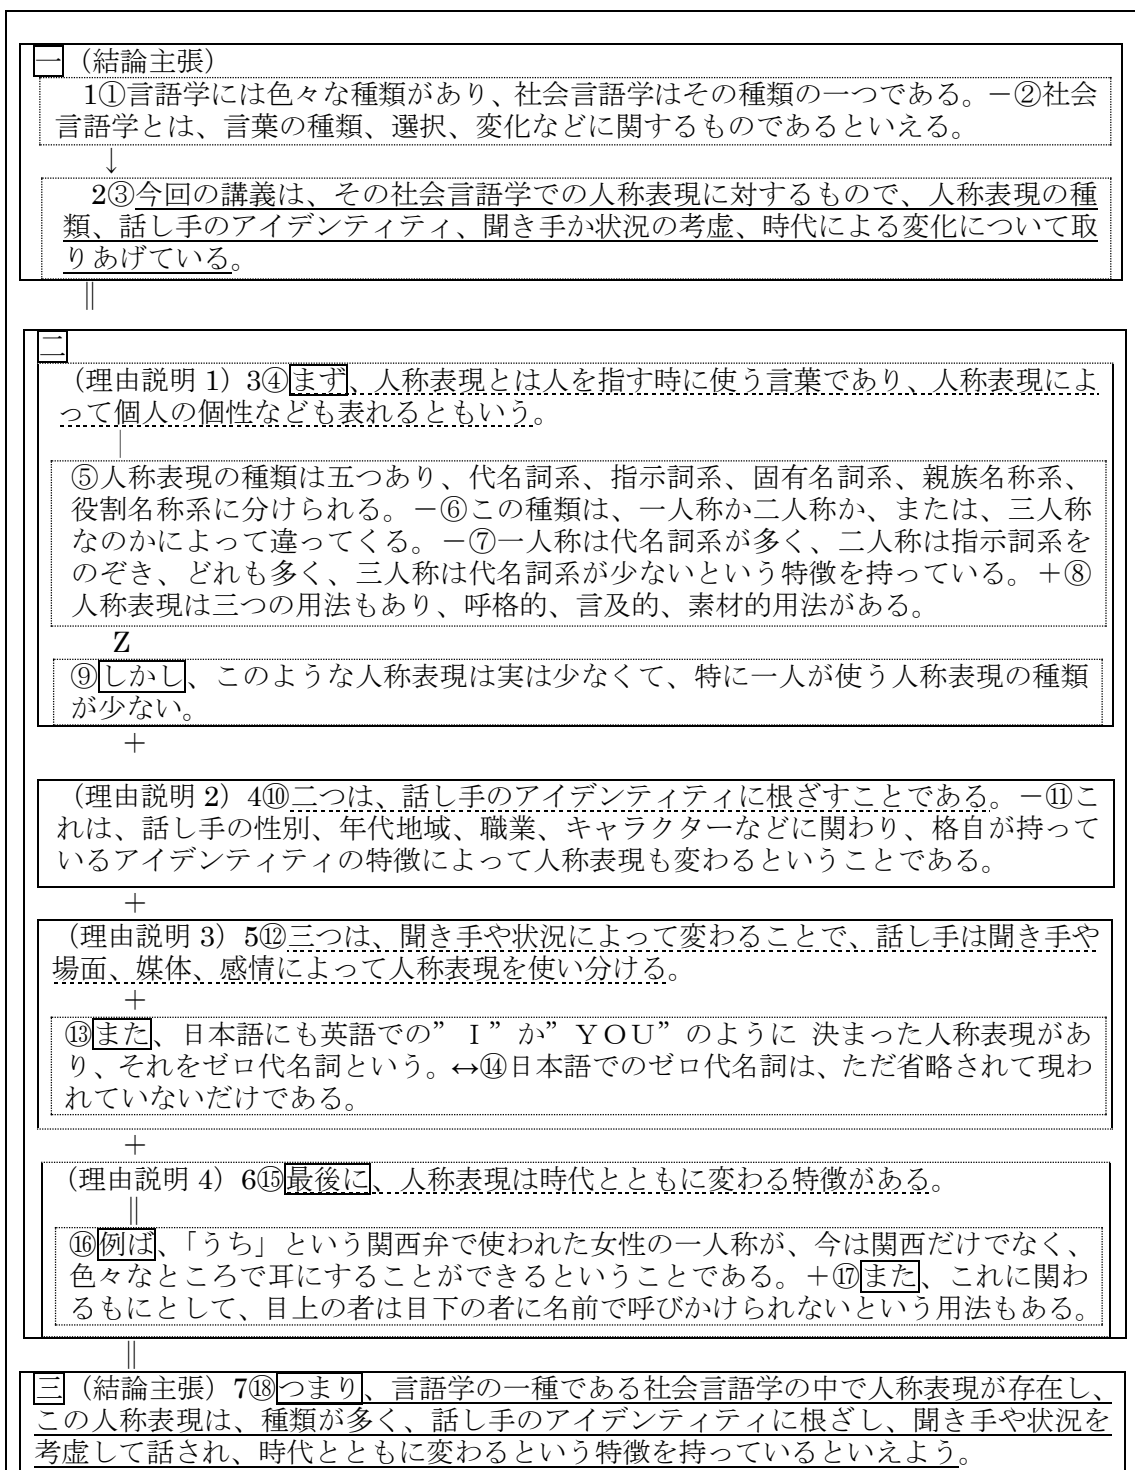 一（結論主張）
1①言語学には色々な種類があり、社会言語学はその種類の一つである。－②社会
言語学とは、言葉の種類、選択、変化などに関するものであるといえる。
↓
2③今回の講義は、その社会言語学での人称表現に対するもので、人称表現の種
類、話し手のアイデンティティ、聞き手か状況の考慮、時代による変化について取
りあげている。
||
二
（理由説明 1）3④まず、人称表現とは人を指す時に使う言葉であり、人称表現によ
って個人の個性なども表れるともいう。
|
⑤人称表現の種類は五つあり、代名詞系、指示詞系、固有名詞系、親族名称系、
役割名称系に分けられる。－⑥この種類は、一人称か二人称か、または、三人称
なのかによって違ってくる。－⑦一人称は代名詞系が多く、二人称は指示詞系を
のぞき、どれも多く、三人称は代名詞系が少ないという特徴を持っている。＋⑧
人称表現は三つの用法もあり、呼格的、言及的、素材的用法がある。
Z
⑨しかし、このような人称表現は実は少なくて、特に一人が使う人称表現の種類
が少ない。
＋
（理由説明 2）4⑩二つは、話し手のアイデンティティに根ざすことである。－⑪こ
れは、話し手の性別、年代地域、職業、キャラクターなどに関わり、格自が持って
いるアイデンティティの特徴によって人称表現も変わるということである。
＋
（理由説明 3）5⑫三つは、聞き手や状況によって変わることで、話し手は聞き手や
場面、媒体、感情によって人称表現を使い分ける。
＋
⑬また、日本語にも英語での”Ｉ”か”ＹＯＵ”のように 決まった人称表現があ
り、それをゼロ代名詞という。↔⑭日本語でのゼロ代名詞は、ただ省略されて現わ
れていないだけである。
＋
（理由説明 4）6⑮最後に、人称表現は時代とともに変わる特徴がある。
||
⑯例ば、「うち」という関西弁で使われた女性の一人称が、今は関西だけでなく、
色々なところで耳にすることができるということである。＋⑰また、これに関わ
るもにとして、目上の者は目下の者に名前で呼びかけられないという用法もある。
||
三（結論主張）7⑱つまり、言語学の一種である社会言語学の中で人称表現が存在し、
この人称表現は、種類が多く、話し手のアイデンティティに根ざし、聞き手や状況を
考慮して話され、時代とともに変わるという特徴を持っているといえよう。